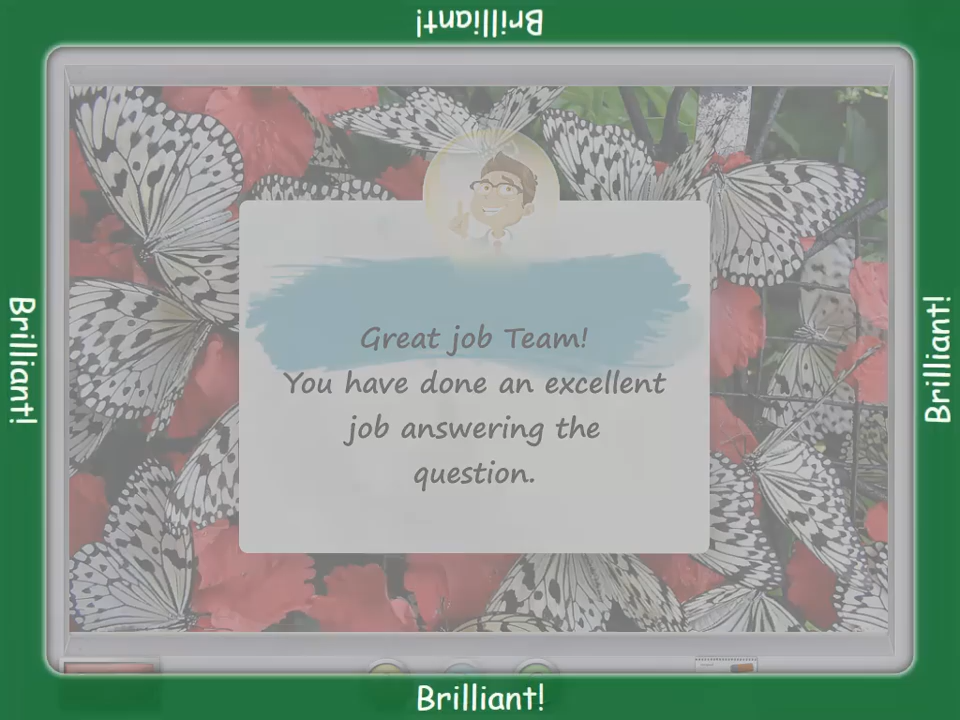 Brilliant!
Brilliant!
Brilliant!
Great job Team!
You have done an excellent
job answering the
question.
Brilliant!